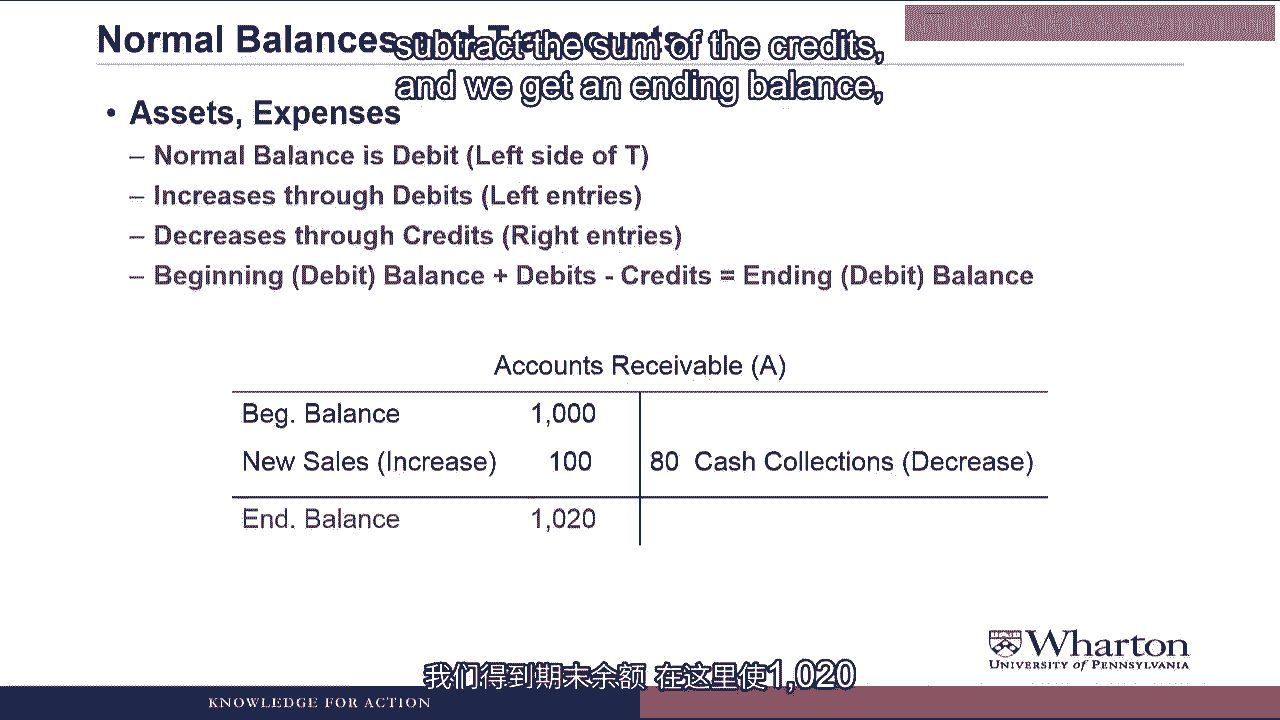 Normal Balances and T-accounts
subtract the sum of the credits,
and we get an ending balance,
• Assets, Expenses
– Normal Balance is Debit (Left side of T)
– Increases through Debits (Left entries)
– Decreases through Credits (Right entries)
– Beginning (Debit) Balance + Debits - Credits = Ending (Debit) Balance
Accounts Receivable (A)
Beg. Balance 1,000
New Sales (Increase) 100 80 Cash Collections (Decrease)
End. Balance 1,020
Wharton
UNIVERSITY of PENNSYLVANIA
我们得到期末余额 在这里使1,020
KNOWLEDGE FOR ACTION